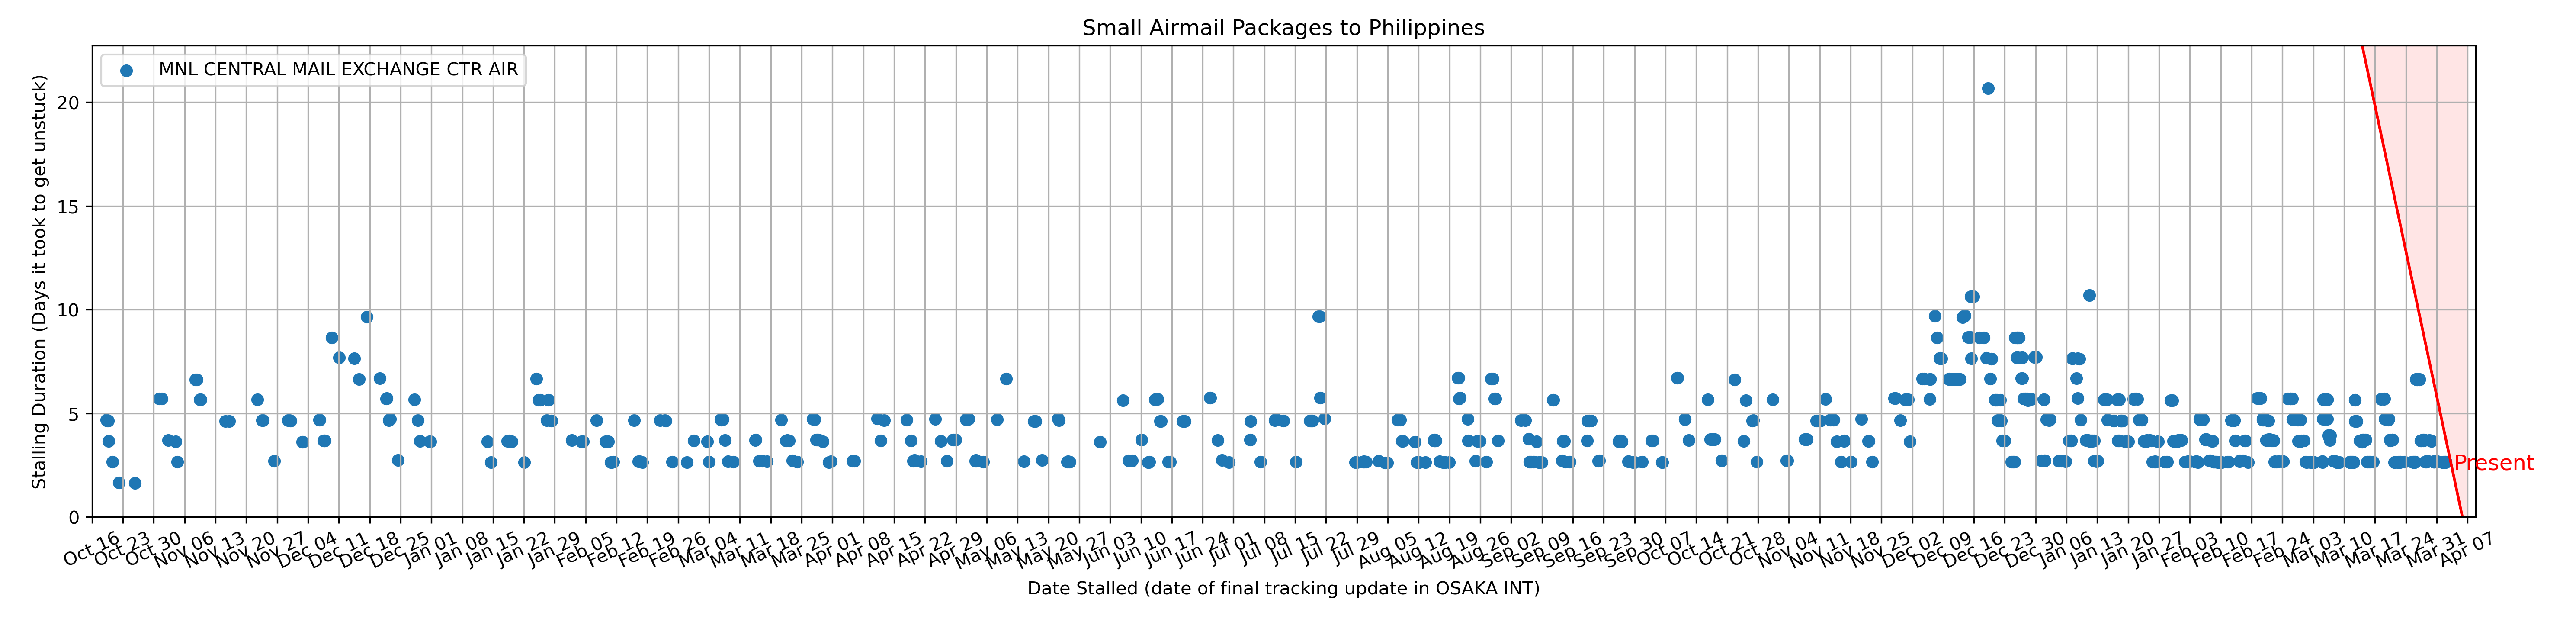 Small Airmail Packages to Philippines
MNL CENTRAL MAIL EXCHANGE CTR AIR
Stalling Duration (Days it took to get unstuck)
20
15
10
5
0
Present
Oct 16
Oct 23
Oct 30
Nov 06
Nov 13
Nov 20
Nov 27
Dec 04
Dec 11
Dec 18
Dec 25
Jan 01
Jan 08
Jan 15
Jan 22
Jan 29
Feb 05
Feb 12
Feb 19
Feb 26
Mar 04
Mar 11
Mar 18
Mar 25
Apr 01
Apr 08
Apr 15
Apr 22
Apr 29
May 06
May 13
May 20
May 27
Jun 03
Jun 10
Jun 17
Jun 24
Jul 01
Jul 08
Jul 15
Jul 22
Jul 29
Aug 05
Aug 12
Aug 19
Aug 26
Sep 02
Sep 09
Sep 16
Sep 23
Sep 30
Oct 07
Oct 14
Oct 21
Oct 28
Nov 04
Nov 11
Nov 18
Nov 25
Dec 02
Dec 09
Dec 16
Dec 23
Dec 30
Jan 06
Jan 13
Jan 20
Jan 27
Feb 03
Feb 10
Feb 17
Feb 24
Mar 03
Mar 10
Mar 17
Mar 24
Mar 31
Apr 07
Date Stalled (date of final tracking update in OSAKA INT)